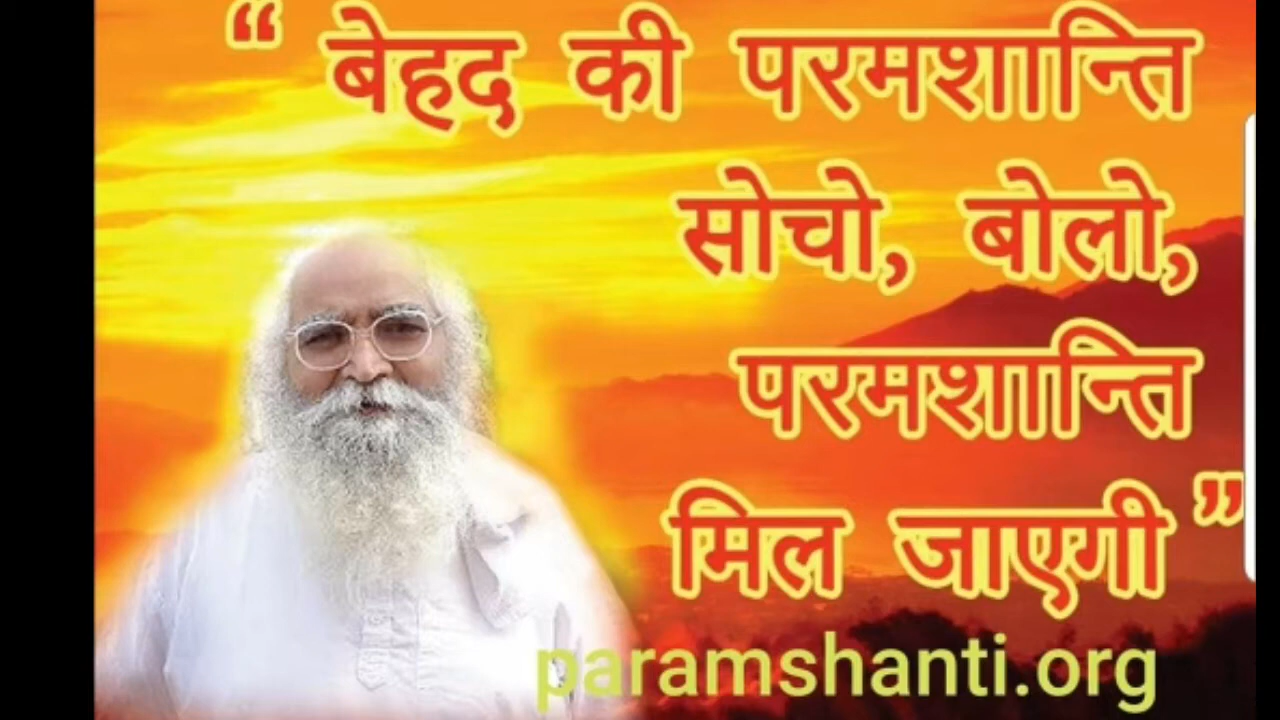 “ बेहद की परमशान्ति
सोचो, बोलो,
परमशान्ति
मिल जाएगी ”
paramshanti.org